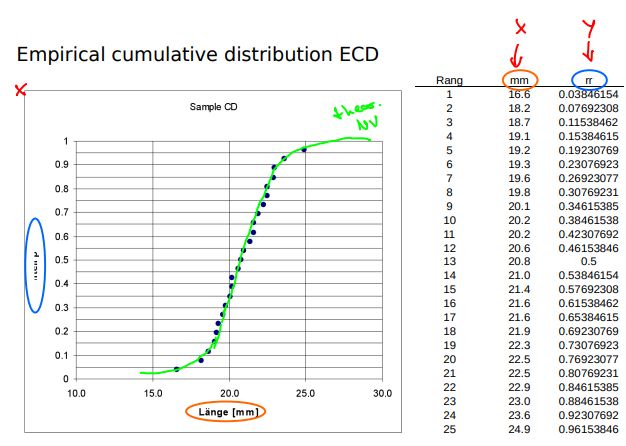 X Y
Empirical cumulative distribution ECD
Rang mm rr
1 16.6 0.03846154
2 18.2 0.07692308
3 18.7 0.11538462
4 19.1 0.15384615
5 19.2 0.19230769
6 19.3 0.23076923
7 19.6 0.26923077
8 19.8 0.30769231
9 20.1 0.34615385
10 20.2 0.38461538
11 20.2 0.42307692
12 20.6 0.46153846
13 20.8 0.5
14 21.0 0.53846154
15 21.4 0.57692308
16 21.6 0.61538462
17 21.6 0.65384615
18 21.9 0.69230769
19 22.3 0.73076923
20 22.5 0.76923077
21 22.5 0.80769231
22 22.9 0.84615385
23 23.0 0.88461538
24 23.6 0.92307692
25 24.9 0.96153846
X
Sample CD
theor.
NV
1
0.9
0.8
0.7
0.6
0.5
0.4
0.3
0.2
0.1
0
10.0 15.0 20.0 25.0 30.0
Länge [mm]